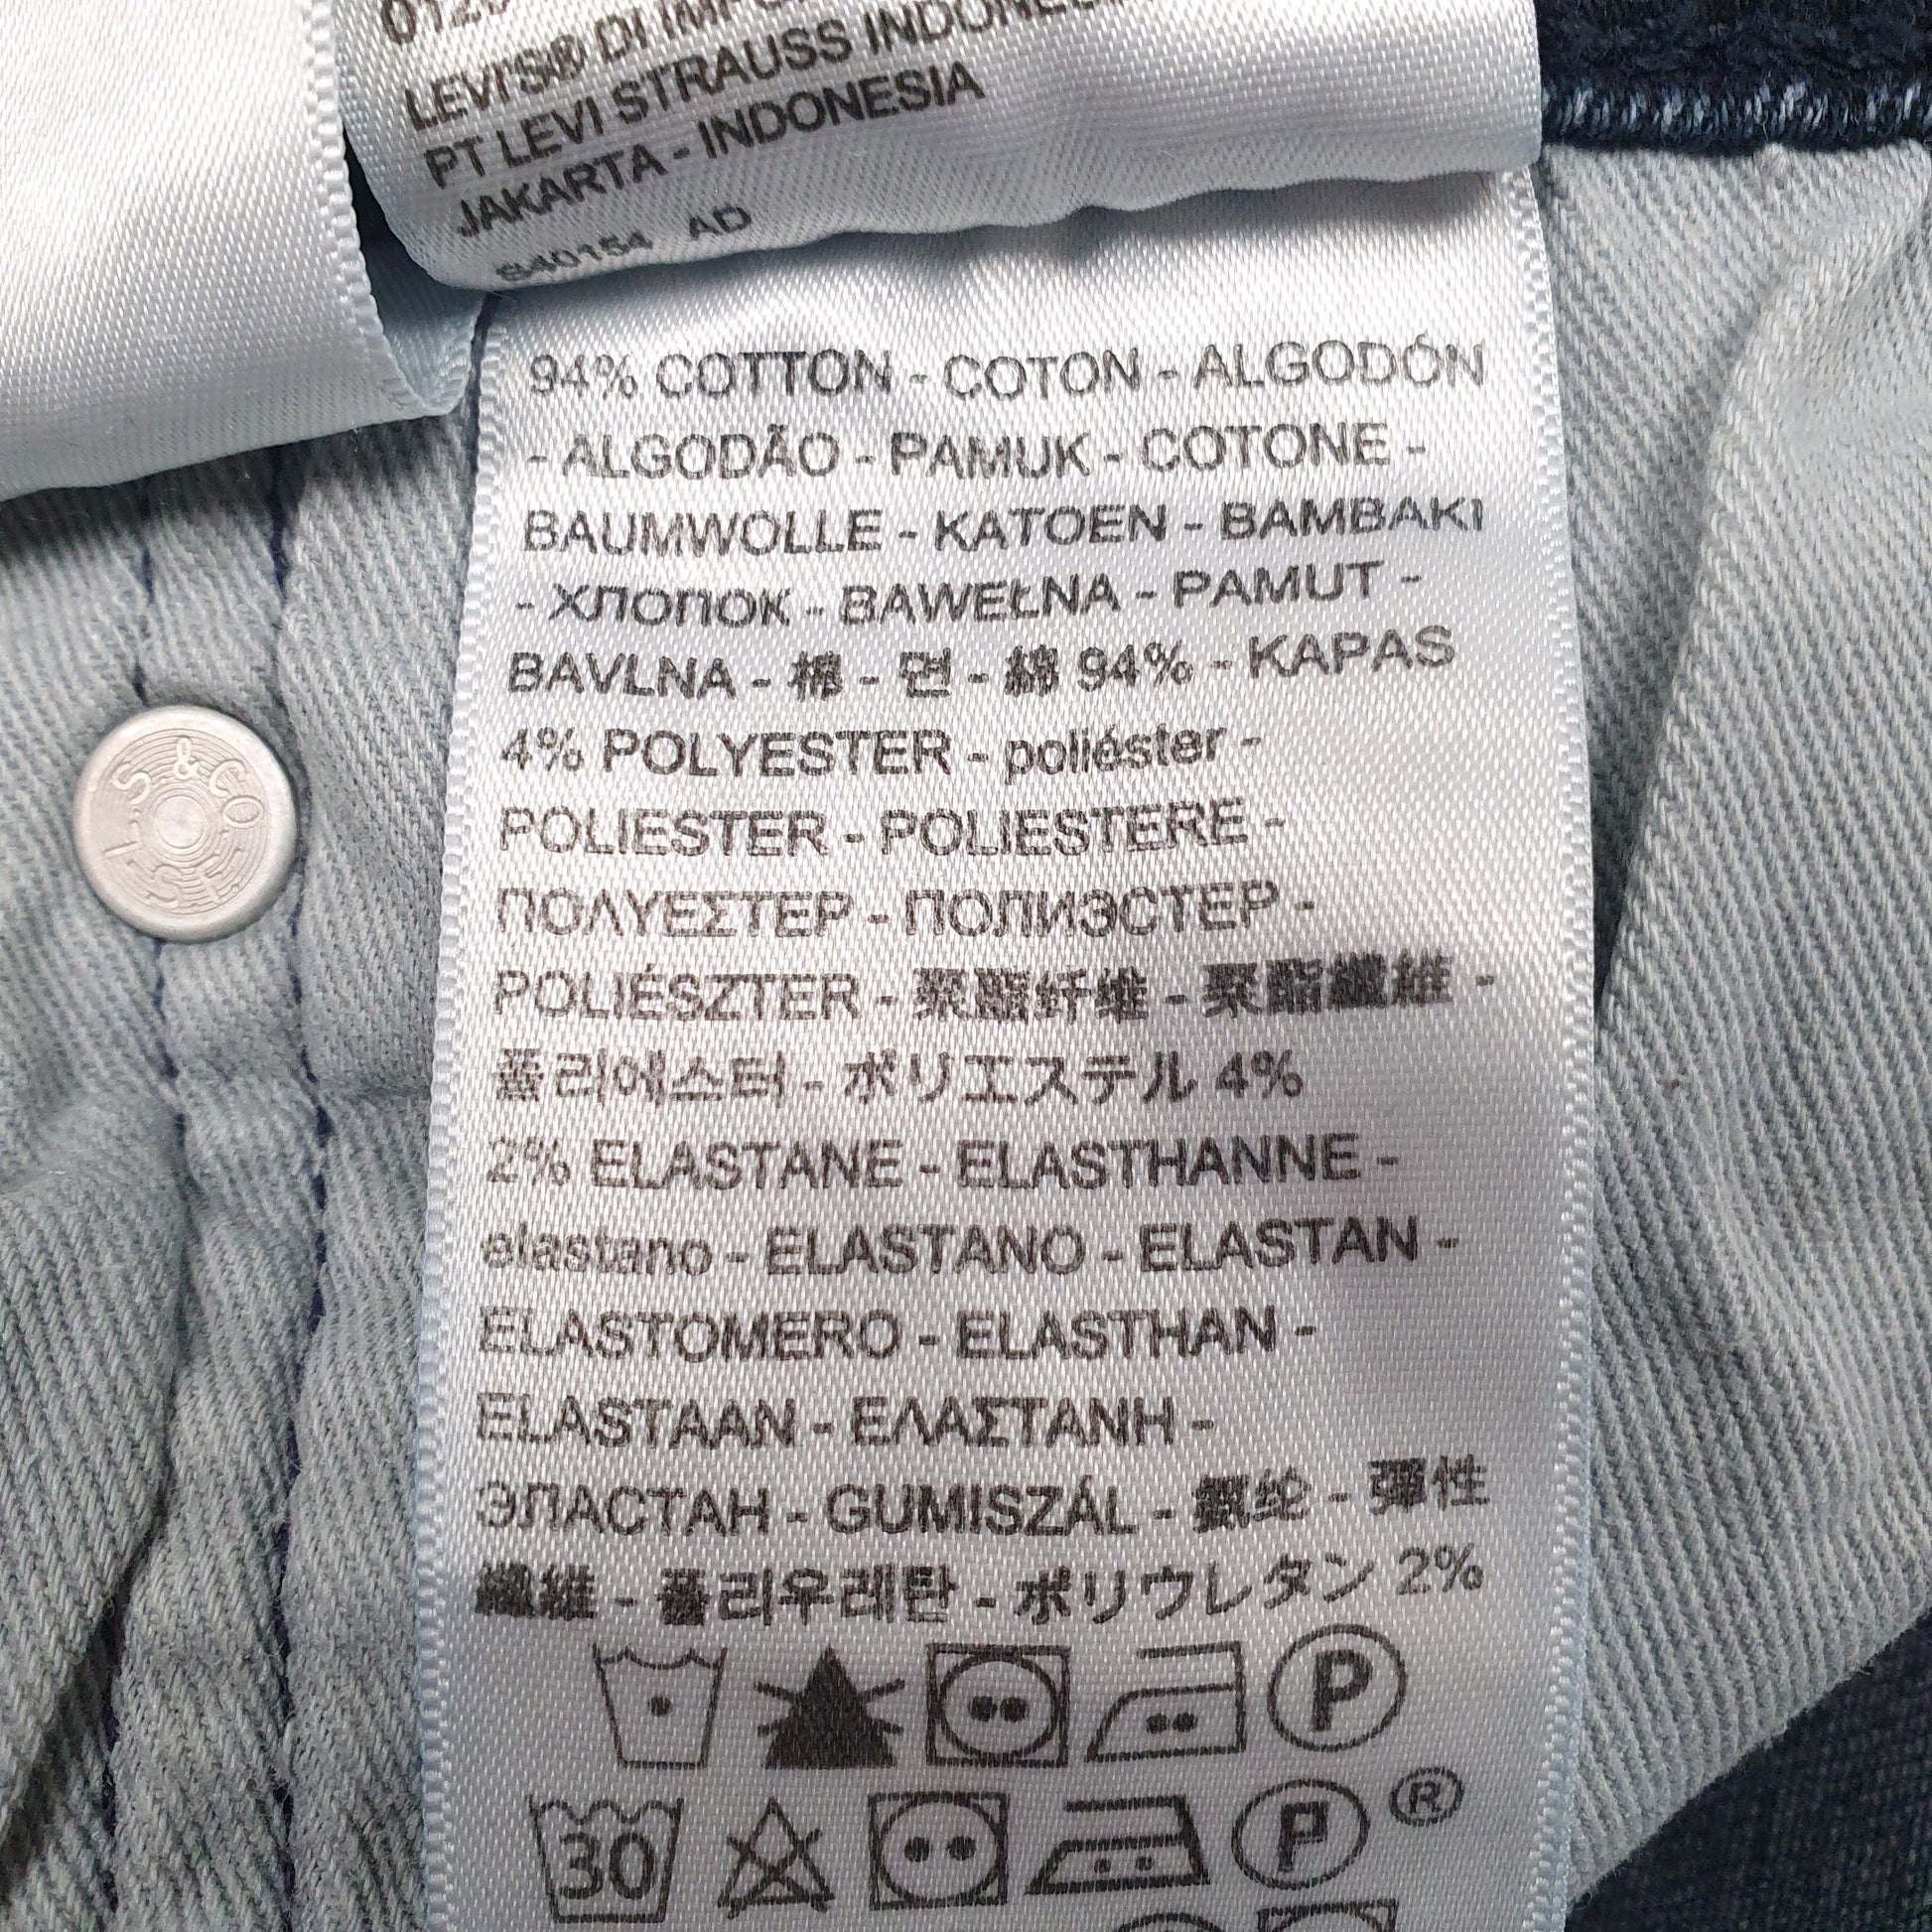 LEVI'S® DI
PT LEVI STRAUSS
JAKARTA - INDONESIA
S40154 AD
94% COTTON - COTON - ALGODÓN
- ALGODÃO - PAMUK - COTONE -
BAUMWOLLE - KATOEN - BAMBAKI
- ХЛОПОК - BAWEŁNA - PAMUT -
BAVLNA - 棉 - 면 - 綿 94% - KAPAS
4% POLYESTER - poliéster -
POLIESTER - POLIESTERE -
ΠΟΛΥΕΣΤΕΡ - ПОЛИЭСТЕР -
POLIÉSZTER - 聚酯纤维 - 聚酯纖維 -
폴리에스터 - ポリエステル 4%
2% ELASTANE - ELASTHANNE -
elastano - ELASTANO - ELASTAN -
ELASTOMERO - ELASTHAN -
ELASTAAN - ΕΛΑΣΤΑΝΗ -
ЭЛАСТАН - GUMISZÁL - 氨纶 - 彈性
纖維 - 폴리우레탄 - ポリウレタン 2%
P
30 P ®
L S & CO S F